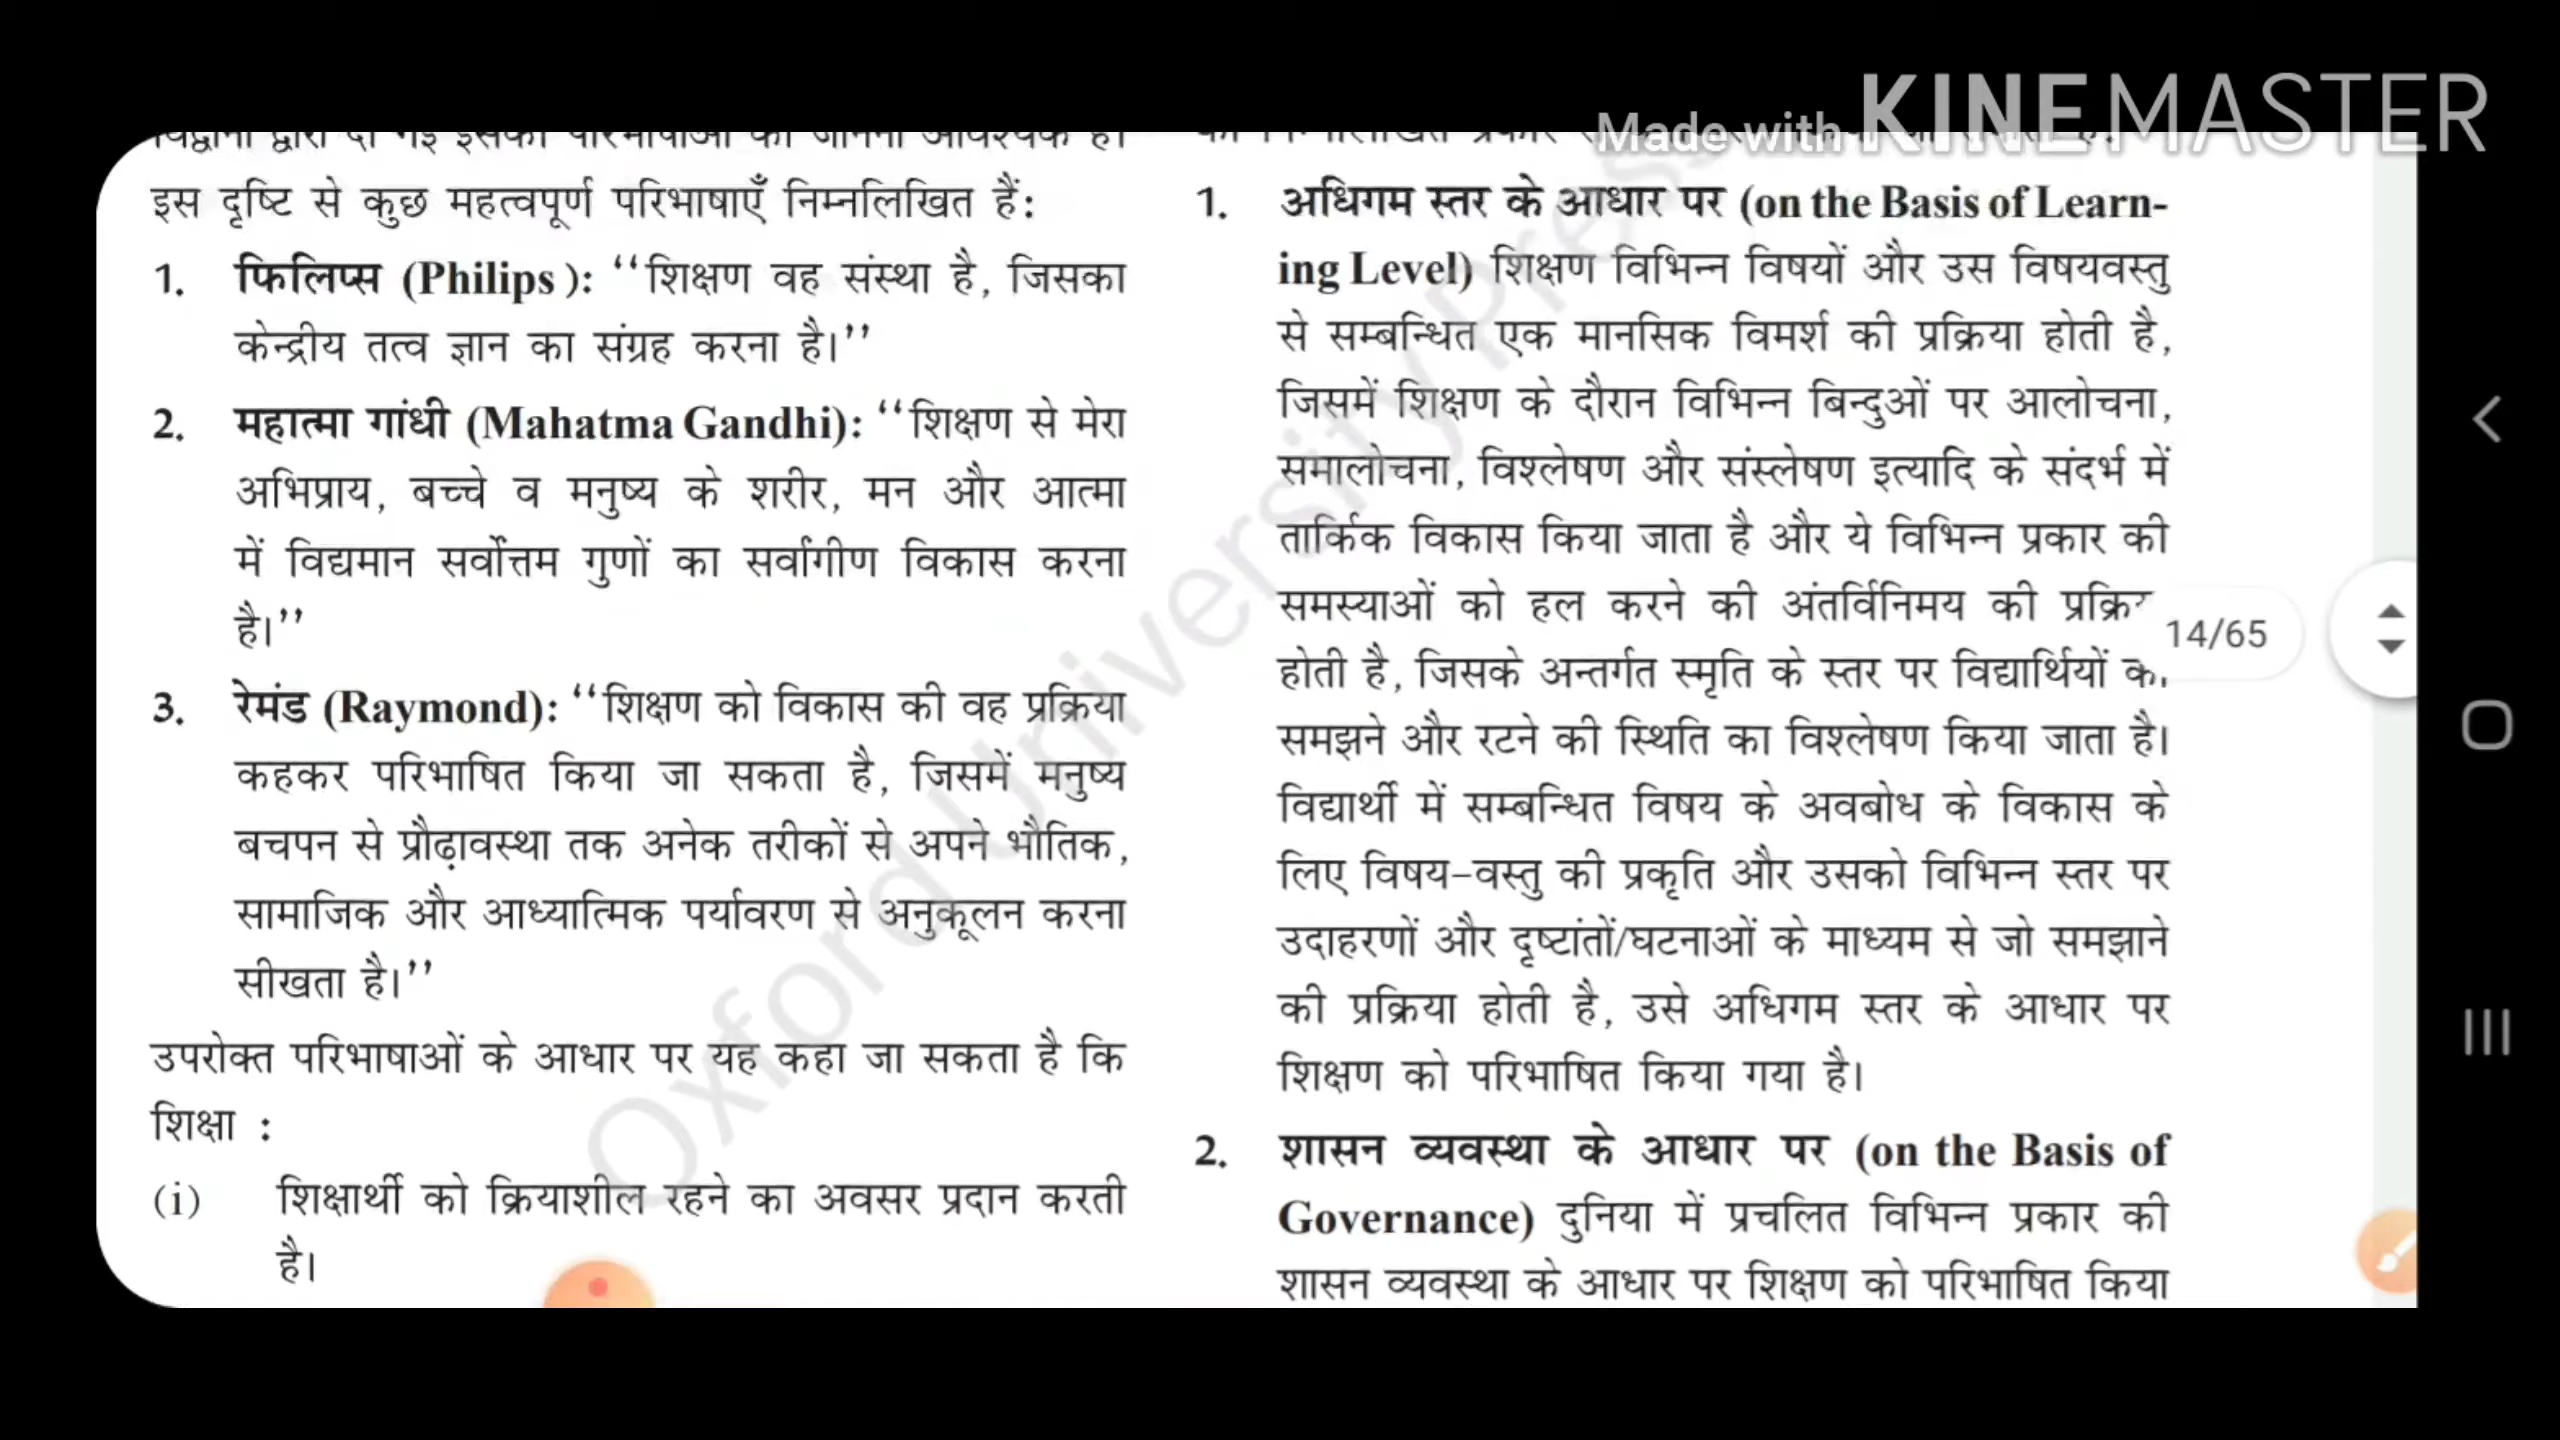 Made with KINEMASTER
इस दृष्टि से कुछ महत्वपूर्ण परिभाषाएँ निम्नलिखित हैं:
1. फिलिप्स (Philips ): ‘‘शिक्षण वह संस्था है, जिसका
केन्द्रीय तत्व ज्ञान का संग्रह करना है।’’
2. महात्मा गांधी (Mahatma Gandhi): ‘‘शिक्षण से मेरा
अभिप्राय, बच्चे व मनुष्य के शरीर, मन और आत्मा
में विद्यमान सर्वोत्तम गुणों का सर्वांगीण विकास करना
है।’’
3. रेमंड (Raymond): ‘‘शिक्षण को विकास की वह प्रक्रिया
कहकर परिभाषित किया जा सकता है, जिसमें मनुष्य
बचपन से प्रौढ़ावस्था तक अनेक तरीकों से अपने भौतिक,
सामाजिक और आध्यात्मिक पर्यावरण से अनुकूलन करना
सीखता है।’’
उपरोक्त परिभाषाओं के आधार पर यह कहा जा सकता है कि
शिक्षा :
(i) शिक्षार्थी को क्रियाशील रहने का अवसर प्रदान करती
है।
1. अधिगम स्तर के आधार पर (on the Basis of Learn-
ing Level) शिक्षण विभिन्न विषयों और उस विषयवस्तु
से सम्बन्धित एक मानसिक विमर्श की प्रक्रिया होती है,
जिसमें शिक्षण के दौरान विभिन्न बिन्दुओं पर आलोचना,
समालोचना, विश्लेषण और संस्लेषण इत्यादि के संदर्भ में
तार्किक विकास किया जाता है और ये विभिन्न प्रकार की
समस्याओं को हल करने की अंतर्विनिमय की
होती है, जिसके अन्तर्गत स्मृति के स्तर पर विद्यार्थियों
समझने और रटने की स्थिति का विश्लेषण किया जाता है।
विद्यार्थी में सम्बन्धित विषय के अवबोध के विकास के
लिए विषय-वस्तु की प्रकृति और उसको विभिन्न स्तर पर
उदाहरणों और दृष्टांतों/घटनाओं के माध्यम से जो समझाने
की प्रक्रिया होती है, उसे अधिगम स्तर के आधार पर
शिक्षण को परिभाषित किया गया है।
2. शासन व्यवस्था के आधार पर (on the Basis of
Governance) दुनिया में प्रचलित विभिन्न प्रकार की
शासन व्यवस्था के आधार पर शिक्षण को परिभाषित किया
14/65
Oxford University Press